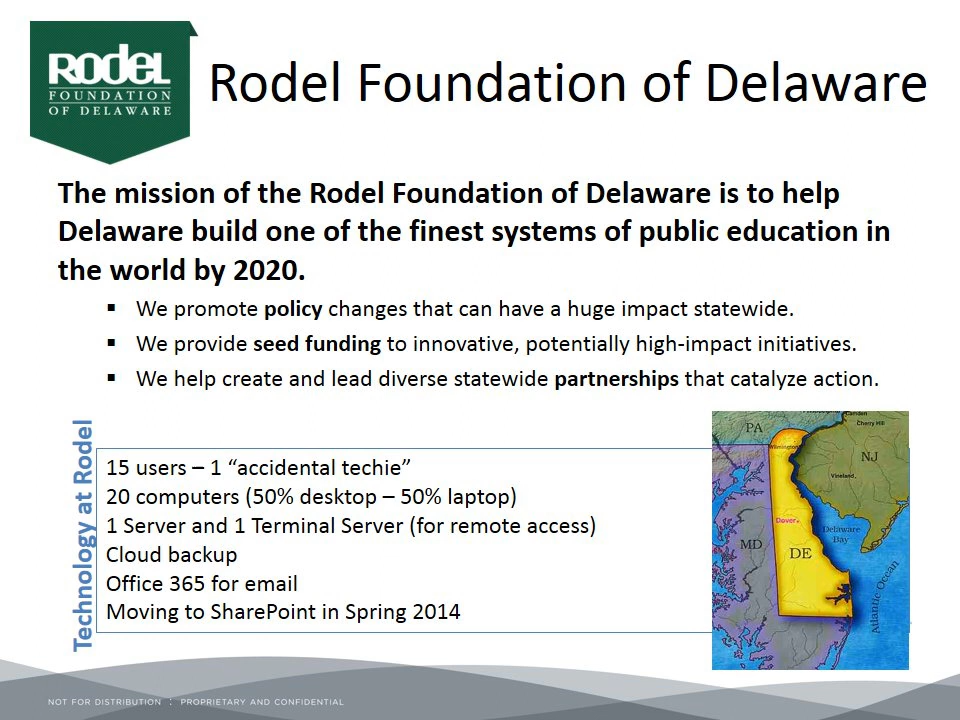 RODEL
FOUNDATION
OF DELAWARE
Rodel Foundation of Delaware
The mission of the Rodel Foundation of Delaware is to help
Delaware build one of the finest systems of public education in
the world by 2020.
▪ We promote policy changes that can have a huge impact statewide.
▪ We provide seed funding to innovative, potentially high-impact initiatives.
▪ We help create and lead diverse statewide partnerships that catalyze action.
Technology at Rodel
15 users – 1 “accidental techie”
20 computers (50% desktop – 50% laptop)
1 Server and 1 Terminal Server (for remote access)
Cloud backup
Office 365 for email
Moving to SharePoint in Spring 2014
Camden
Cherry Hill
PA
Wilmington
NJ
Vineland
Dover
Delaware
Bay
MD
DE
Atlantic Ocean
NOT FOR DISTRIBUTION : PROPRIETARY AND CONFIDENTIAL